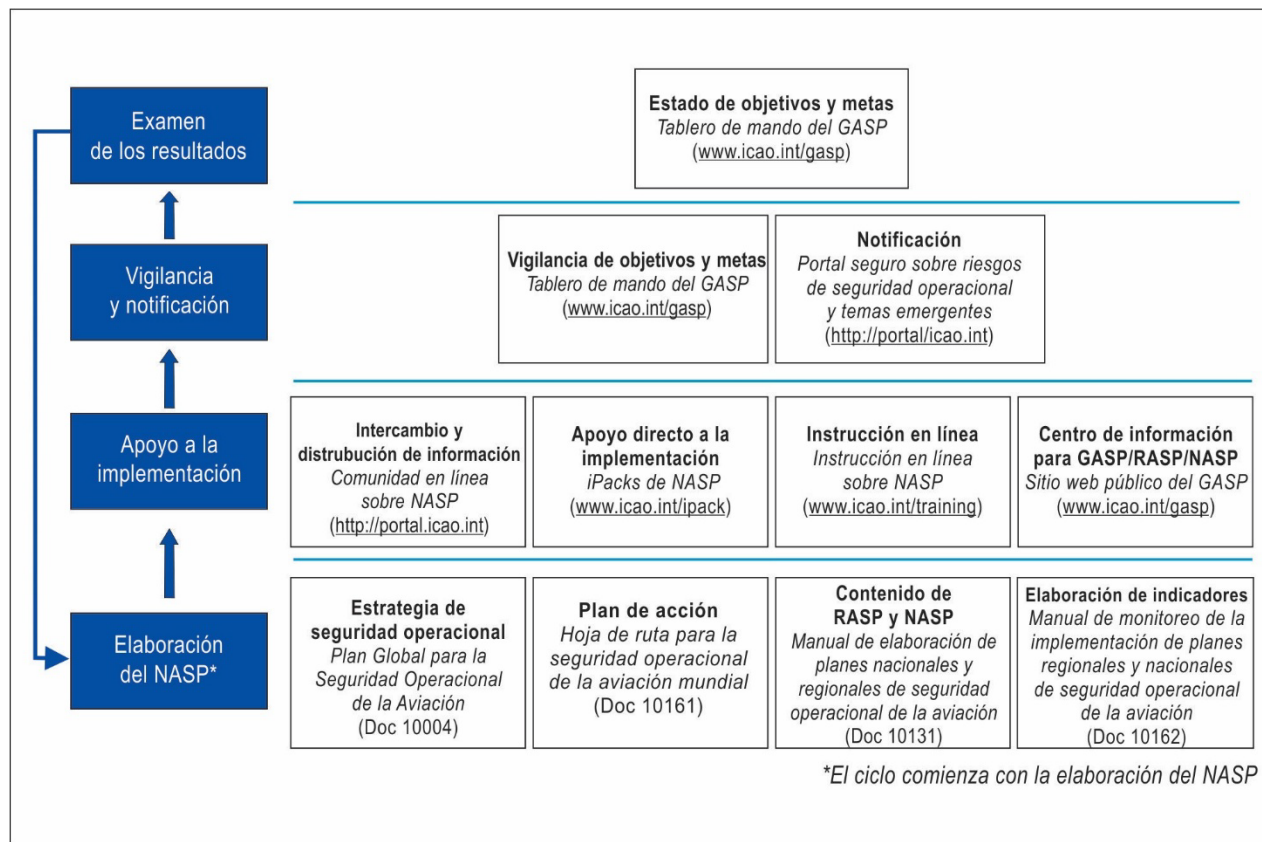 Examen
de los resultados
Estado de objetivos y metas
Tablero de mando del GASP
(www.icao.int/gasp)
Vigilancia
y notificación
Vigilancia de objetivos y metas
Tablero de mando del GASP
(www.icao.int/gasp)
Notificación
Portal seguro sobre riesgos
de seguridad operacional
y temas emergentes
(http://portal/icao.int)
Apoyo a la
implementación
Intercambio y
distrubución de información
Comunidad en línea
sobre NASP
(http://portal.icao.int)
Apoyo directo a la
implementación
iPacks de NASP
(www.icao.int/ipack)
Instrucción en línea
Instrucción en línea
sobre NASP
(www.icao.int/training)
Centro de información
para GASP/RASP/NASP
Sitio web público del GASP
(www.icao.int/gasp)
Elaboración
del NASP*
Estrategia de
seguridad operacional
Plan Global para la
Seguridad Operacional
de la Aviación
(Doc 10004)
Plan de acción
Hoja de ruta para la
seguridad operacional
de la aviación mundial
(Doc 10161)
Contenido de
RASP y NASP
Manual de elaboración de
planes nacionales y
regionales de seguridad
operacional de la aviación
(Doc 10131)
Elaboración de indicadores
Manual de monitoreo de la
implementación de planes
regionales y nacionales
de seguridad operacional
de la aviación
(Doc 10162)
*El ciclo comienza con la elaboración del NASP